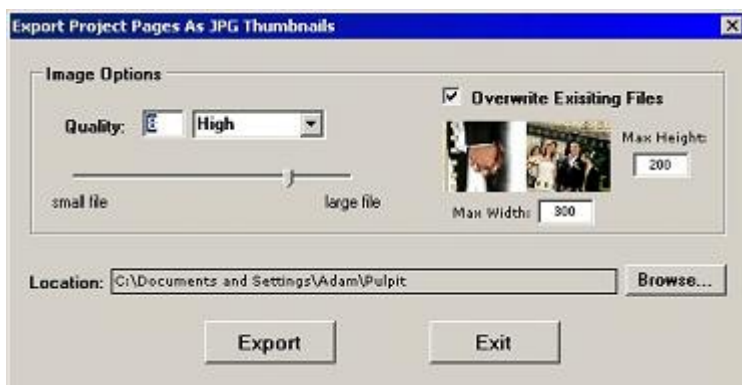 Export Project Pages As JPG Thumbnails
Image Options
Quality: 8 High
small file large file
Overwrite Exisiting Files
Max Height:
200
Max Width: 300
Location: C:\Documents and Settings\Adam\Pulpit Browse...
Export Exit